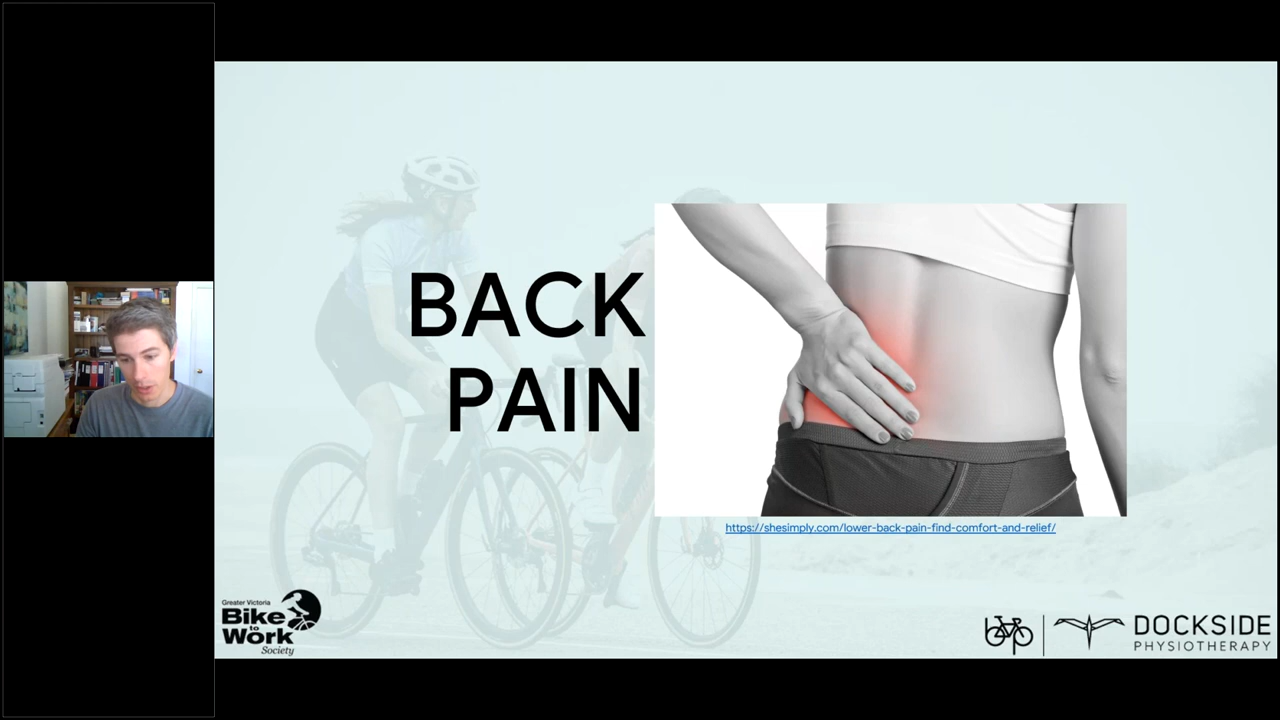 BACK
PAIN
https://shesimply.com/lower-back-pain-find-comfort-and-relief/
Greater Victoria
Bike
to
Work
Society
DOCKSIDE
PHYSIOTHERAPY